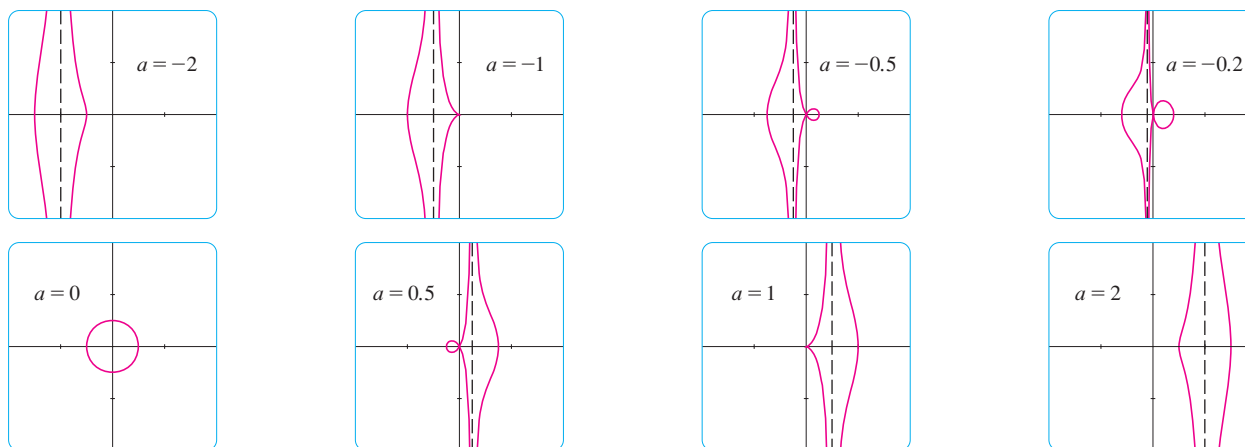 a = −2
a = −1
a = −0.5
a = −0.2
a = 0
a = 0.5
a = 1
a = 2